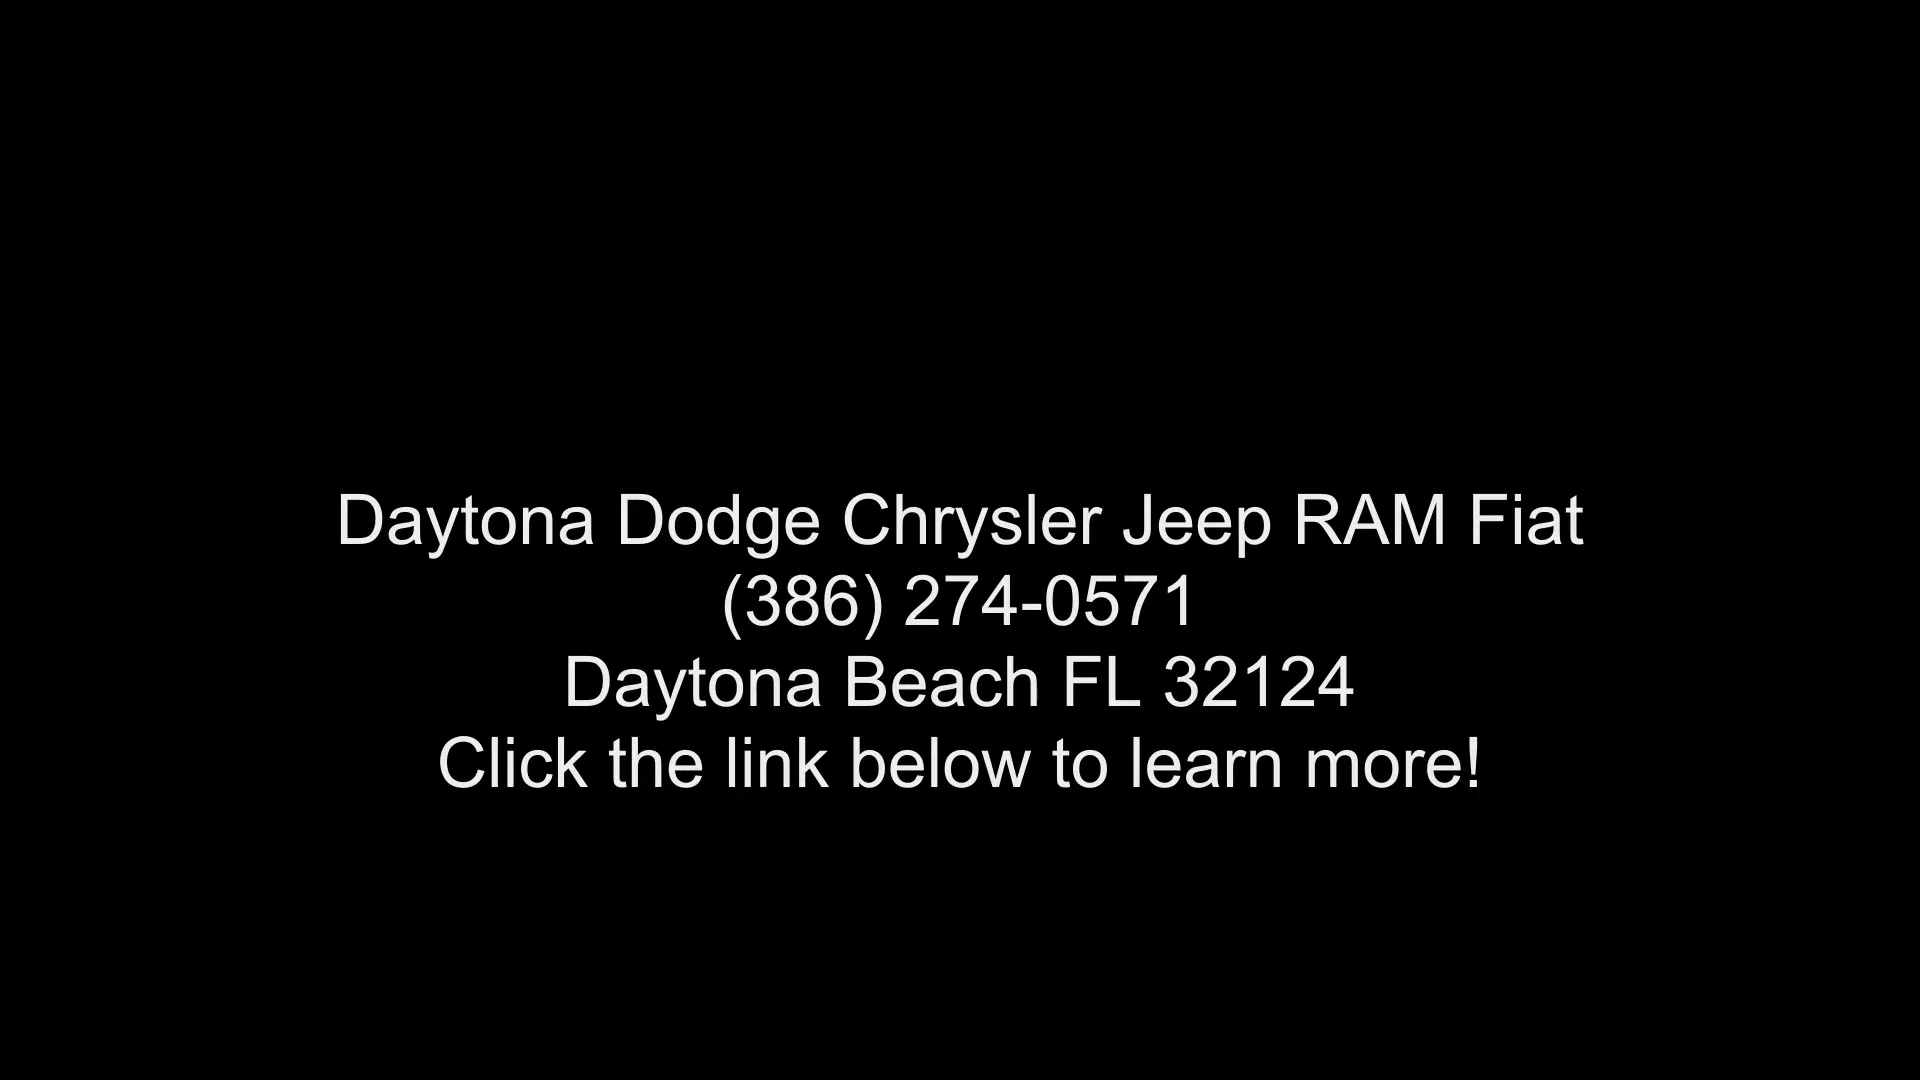 Daytona Dodge Chrysler Jeep RAM Fiat
(386) 274-0571
Daytona Beach FL 32124
Click the link below to learn more!